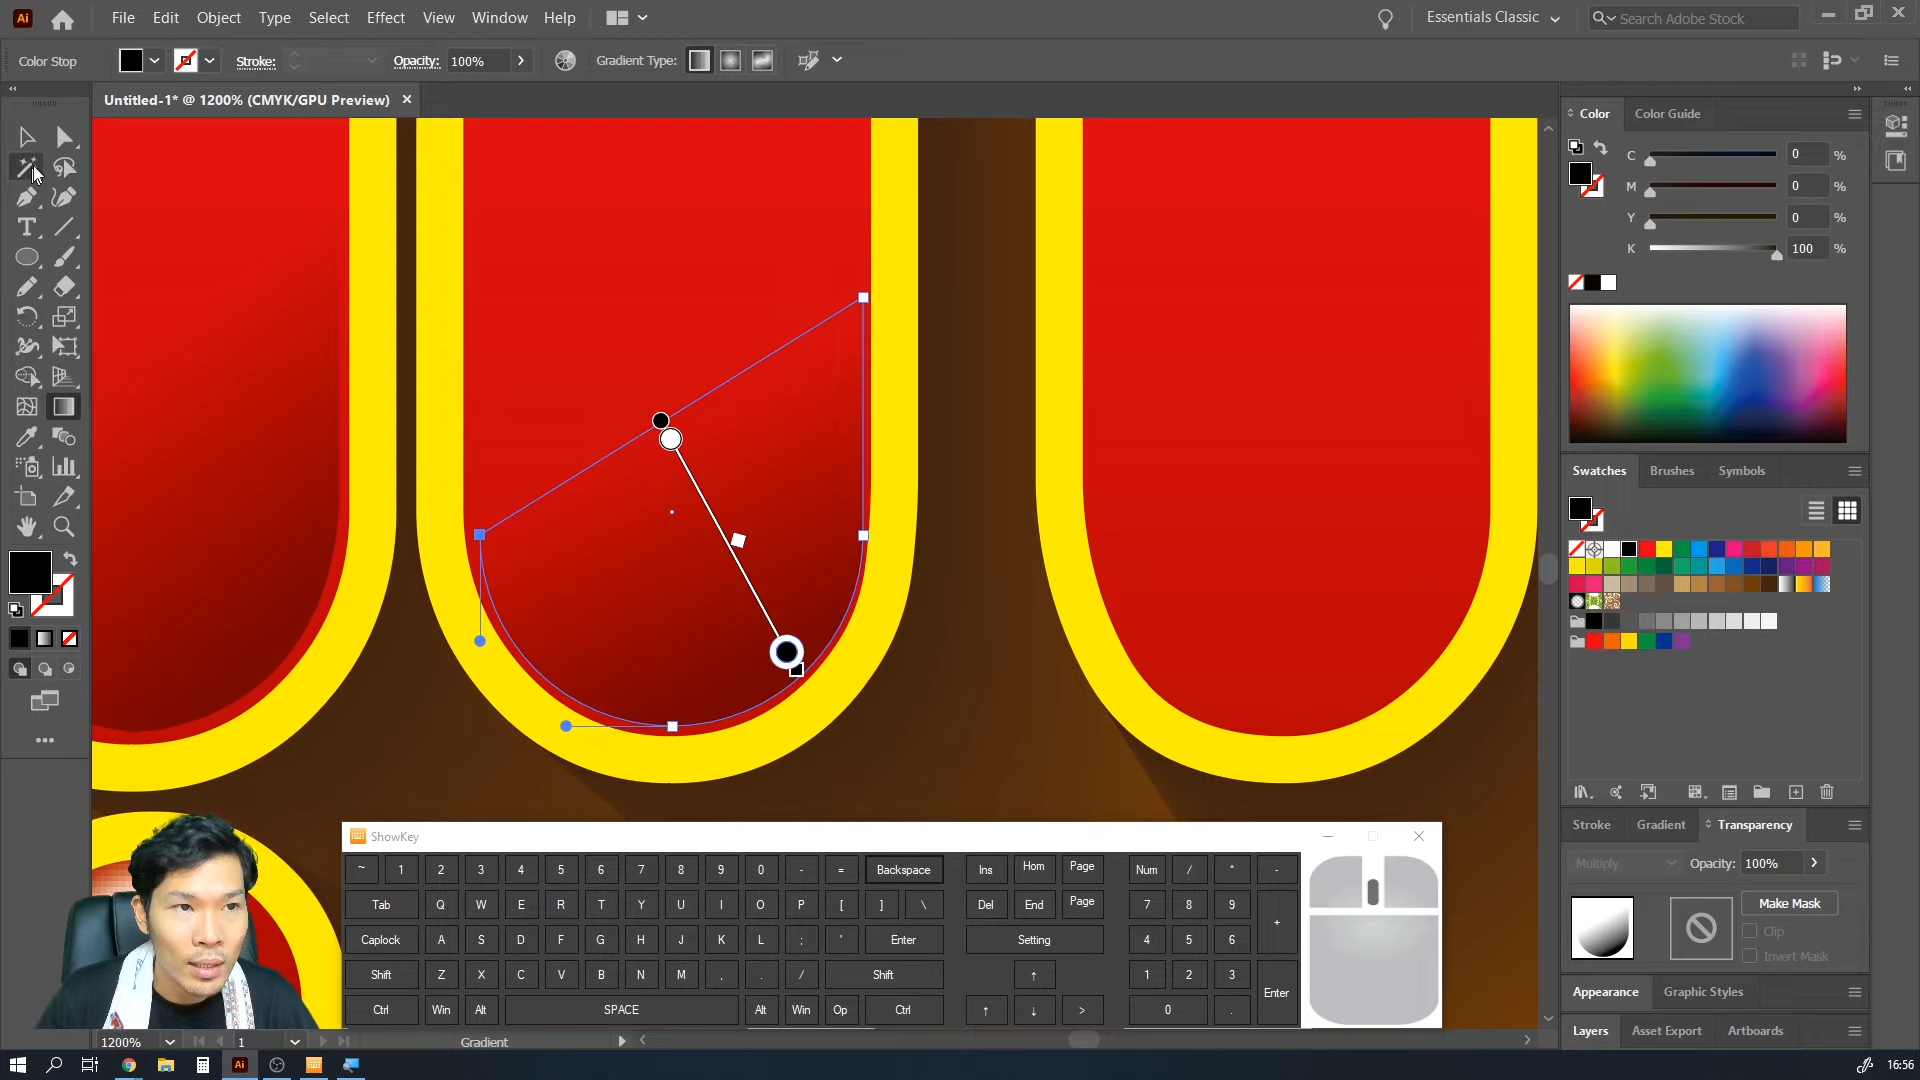 Ai File Edit Object Type Select Effect View Window Help Essentials Classic Search Adobe Stock
Color Stop Stroke: Opacity: 100% Gradient Type:
Untitled-1* @ 1200% (CMYK/GPU Preview) ×
Color Color Guide
C 0 %
M 0 %
Y 0 %
K 100 %
Swatches Brushes Symbols
Stroke Gradient Transparency
Multiply Opacity: 100%
Make Mask
Clip
Invert Mask
Appearance Graphic Styles
Layers Asset Export Artboards
ShowKey
~ 1 2 3 4 5 6 7 8 9 0 - = Backspace Ins Hom Page Num / * -
Tab Q W E R T Y U I O P [ ] \ Del End Page 7 8 9 +
Caplock A S D F G H J K L ; ' Enter Setting 4 5 6
Shift Z X C V B N M , . / Shift ↑ 1 2 3 Enter
Ctrl Win Alt SPACE Alt Win Op Ctrl ↑ ↓ > 0 .
1200% 1 Gradient
Ai 16:56